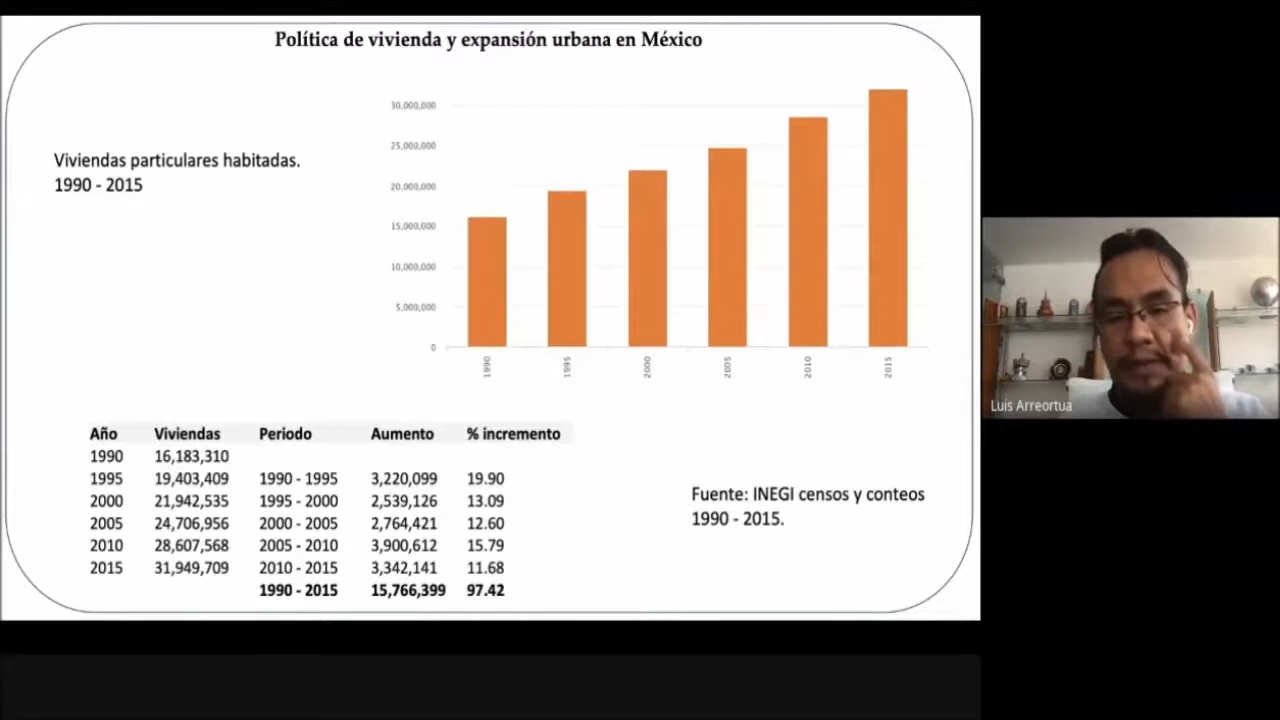 Política de vivienda y expansión urbana en México
Viviendas particulares habitadas.
1990 - 2015
30,000,000
25,000,000
20,000,000
15,000,000
10,000,000
5,000,000
0
1990
1995
2000
2005
2010
2015
Luis Arreortua
Año Viviendas Periodo Aumento % incremento
1990 16,183,310
1995 19,403,409 1990 - 1995 3,220,099 19.90
2000 21,942,535 1995 - 2000 2,539,126 13.09
2005 24,706,956 2000 - 2005 2,764,421 12.60
2010 28,607,568 2005 - 2010 3,900,612 15.79
2015 31,949,709 2010 - 2015 3,342,141 11.68
1990 - 2015 15,766,399 97.42
Fuente: INEGI censos y conteos
1990 - 2015.